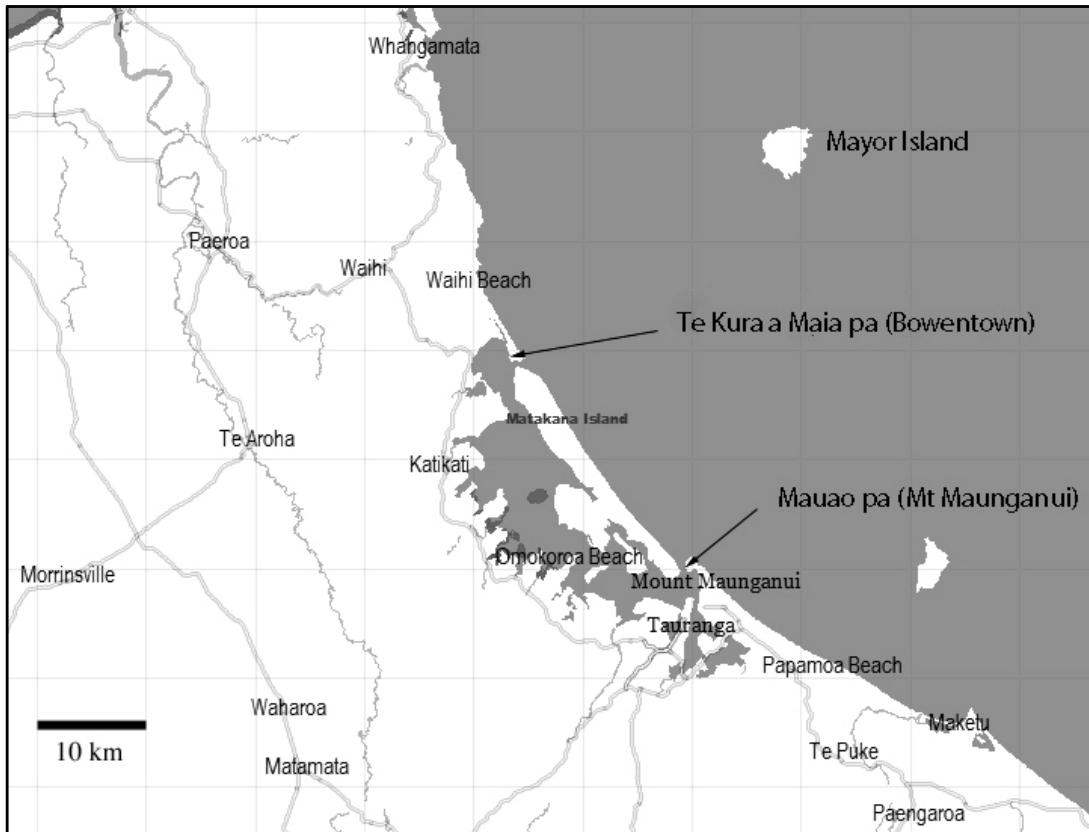 Whangamata
Mayor Island
Paeroa
Waihi
Waihi Beach
Te Kura a Maia pa (Bowentown)
Matakana Island
Te Aroha
Katikati
Mauao pa (Mt Maunganui)
Omokoroa Beach
Morrinsville
Mount Maunganui
Tauranga
Papamoa Beach
Waharoa
Maketu
10 km
Te Puke
Matamata
Paengaroa